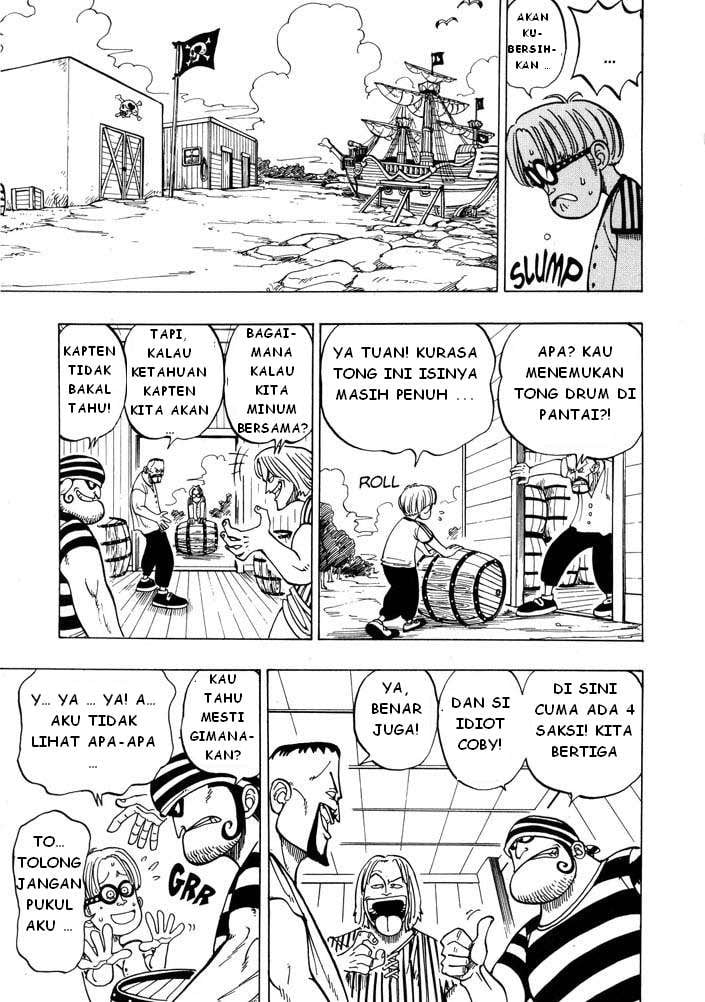 ...
AKAN
KU-
BERSIH-
KAN ...
SLUMP
APA? KAU
MENEMUKAN
TONG DRUM DI
PANTAI?!
YA TUAN! KURASA
TONG INI ISINYA
MASIH PENUH ...
ROLL
BAGAI-
MANA
KALAU
KITA
MINUM
BERSAMA?
TAPI,
KALAU
KETAHUAN
KAPTEN
KITA AKAN
...
KAPTEN
TIDAK
BAKAL
TAHU!
DI SINI
CUMA ADA 4
SAKSI! KITA
BERTIGA
DAN SI
IDIOT
COBY!
YA,
BENAR
JUGA!
KAU
TAHU
MESTI
GIMANA-
KAN?
Y... YA ... YA! A...
AKU TIDAK
LIHAT APA-APA
...
GRR
TO...
TOLONG
JANGAN
PUKUL
AKU ...